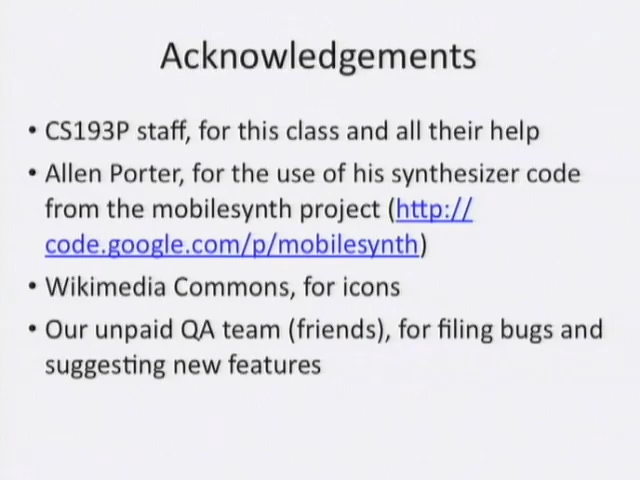 Acknowledgements
• CS193P staff, for this class and all their help
• Allen Porter, for the use of his synthesizer code
from the mobilesynth project (http://
code.google.com/p/mobilesynth)
• Wikimedia Commons, for icons
• Our unpaid QA team (friends), for filing bugs and
suggesting new features